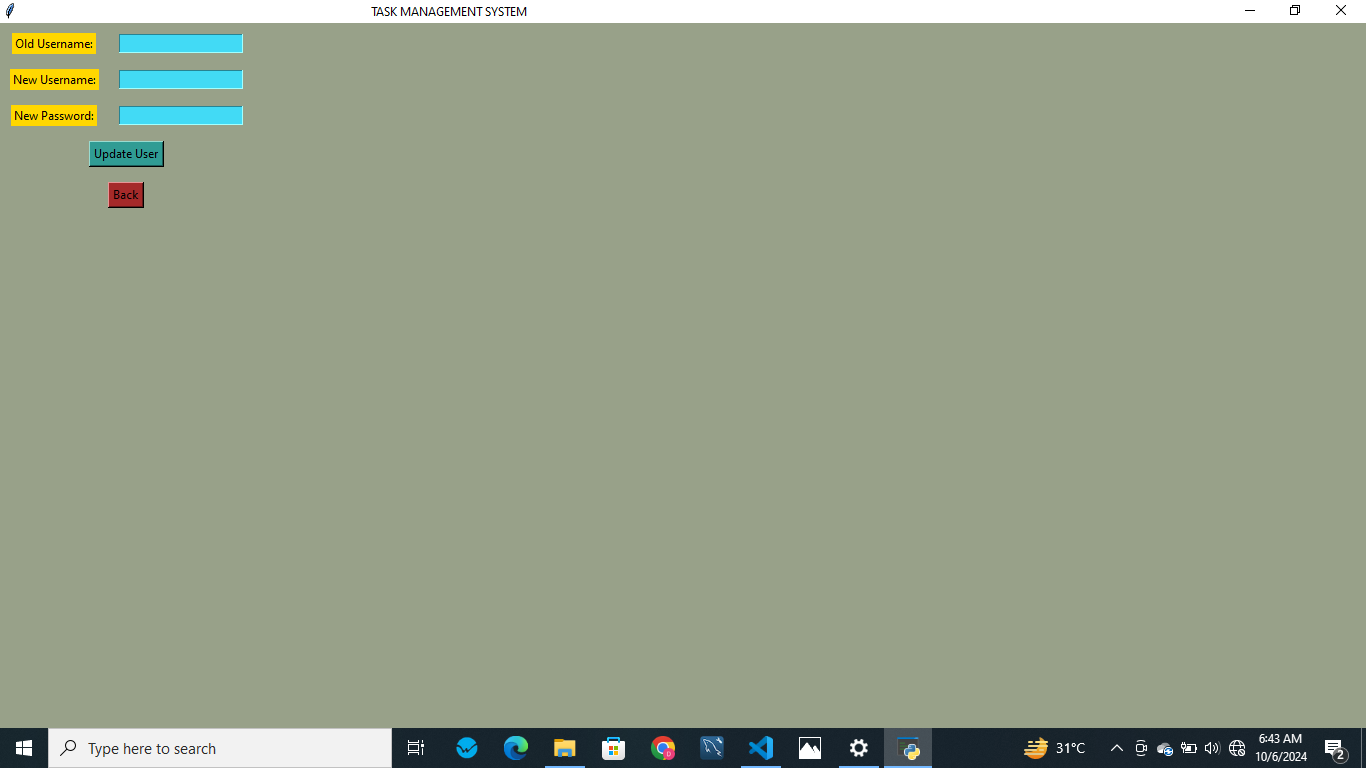 TASK MANAGEMENT SYSTEM
Old Username:
New Username:
New Password:
Update User
Back
Type here to search
31°C
6:43 AM
10/6/2024
2